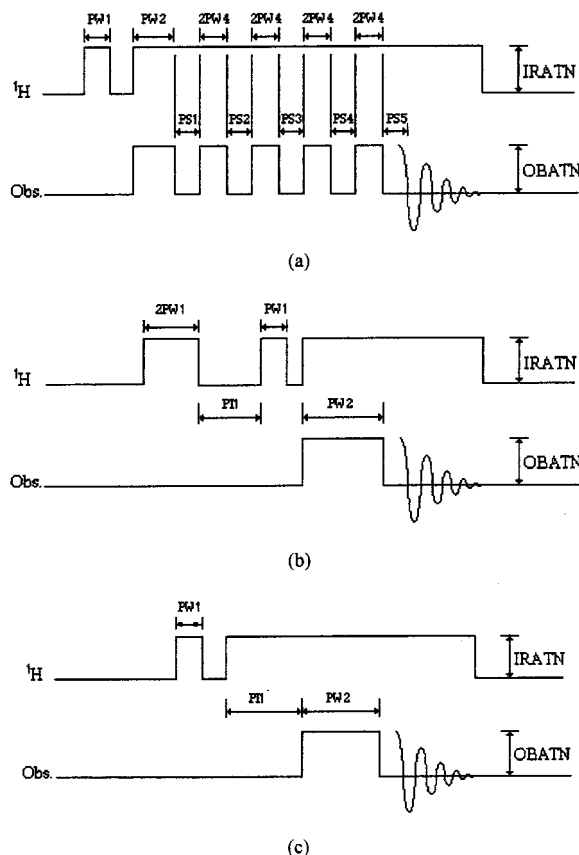 PW1 PW2 2PW4 2PW4 2PW4 2PW4
¹H
IRATN
PS1 PS2 PS3 PS4 PS5
Obs.
OBATN
(a)
2PW1 PW1
¹H
IRATN
PI1 PW2
Obs.
OBATN
(b)
PW1
¹H
IRATN
PI1 PW2
Obs.
OBATN
(c)